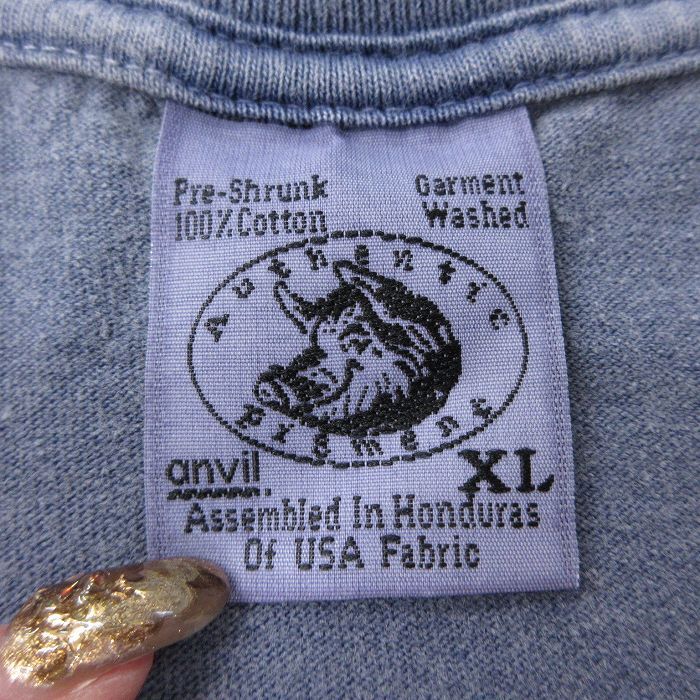 Pre-Shrunk
100% Cotton
Garment
Washed
Authentic
Pigment
anvil.
XL
Assembled In Honduras
Of USA Fabric